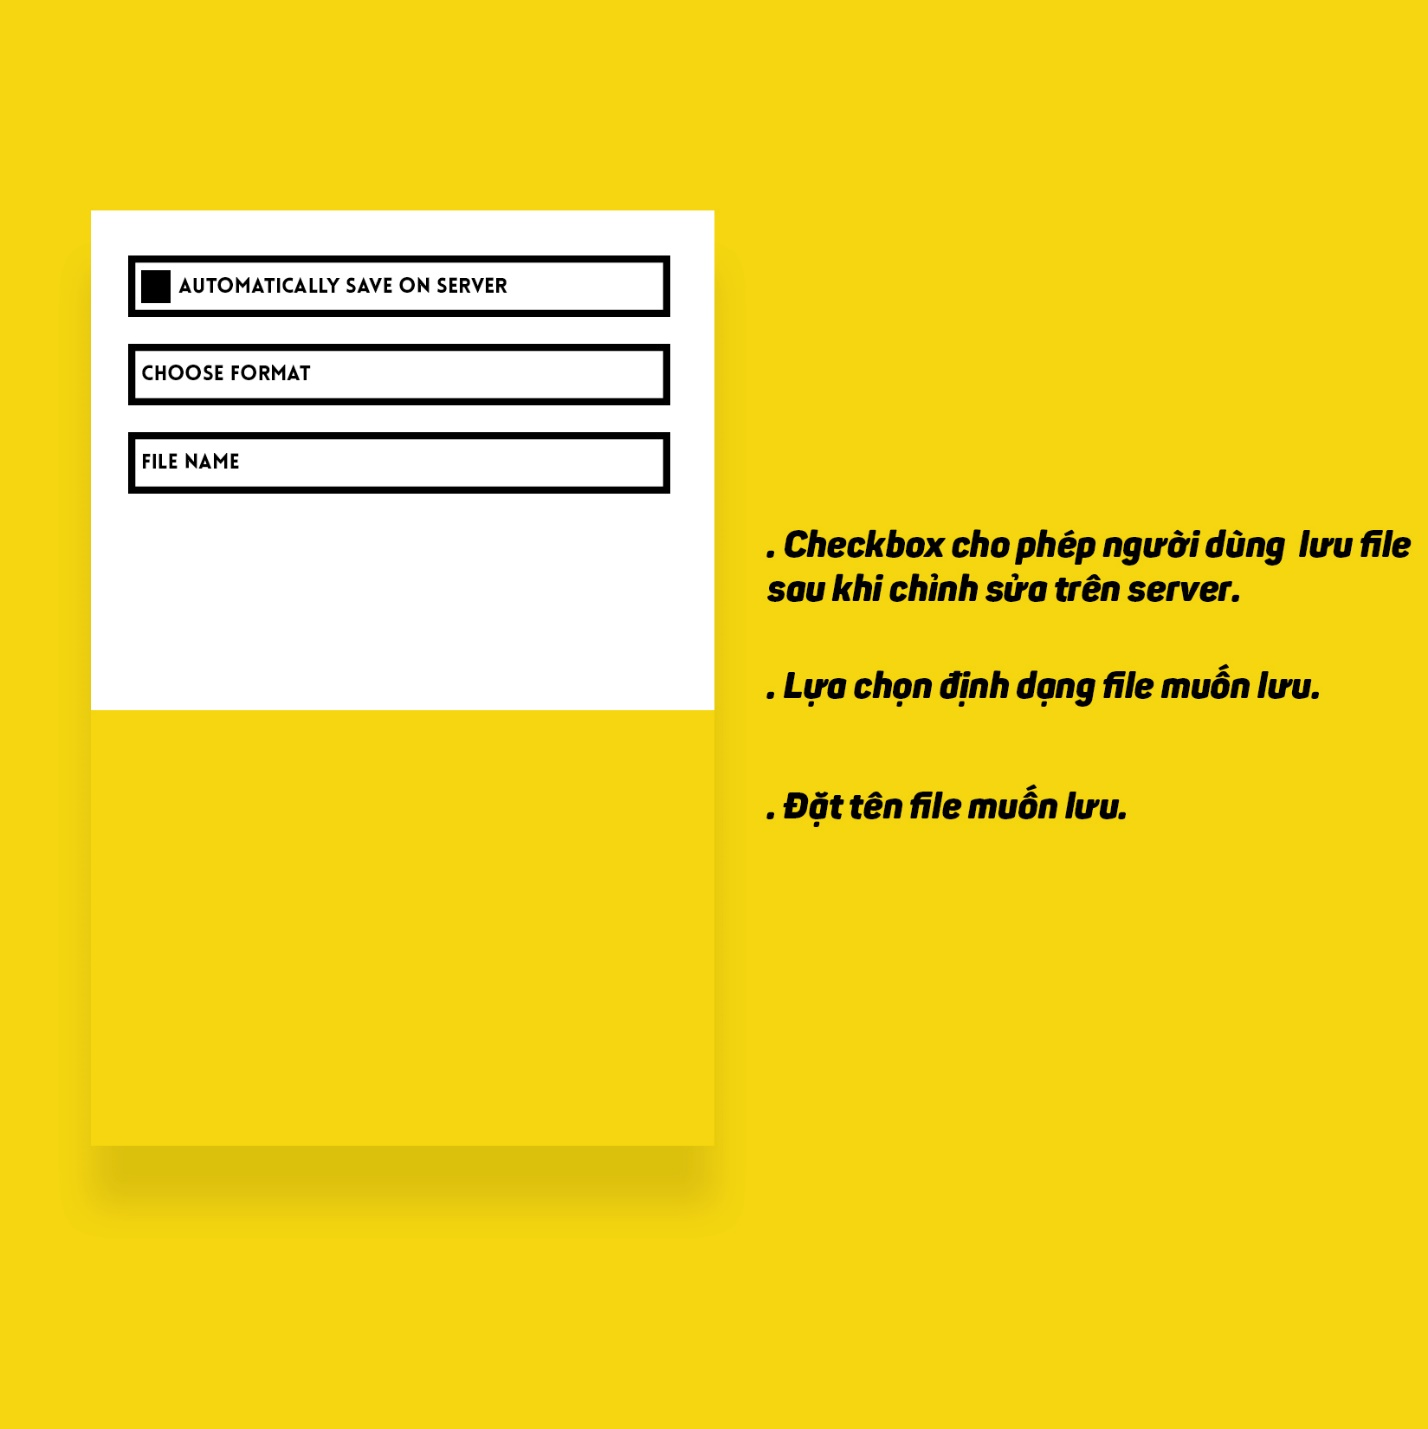 AUTOMATICALLY SAVE ON SERVER
CHOOSE FORMAT
FILE NAME
. Checkbox cho phép người dùng lưu file
sau khi chỉnh sửa trên server.
. Lựa chọn định dạng file muốn lưu.
. Đặt tên file muốn lưu.